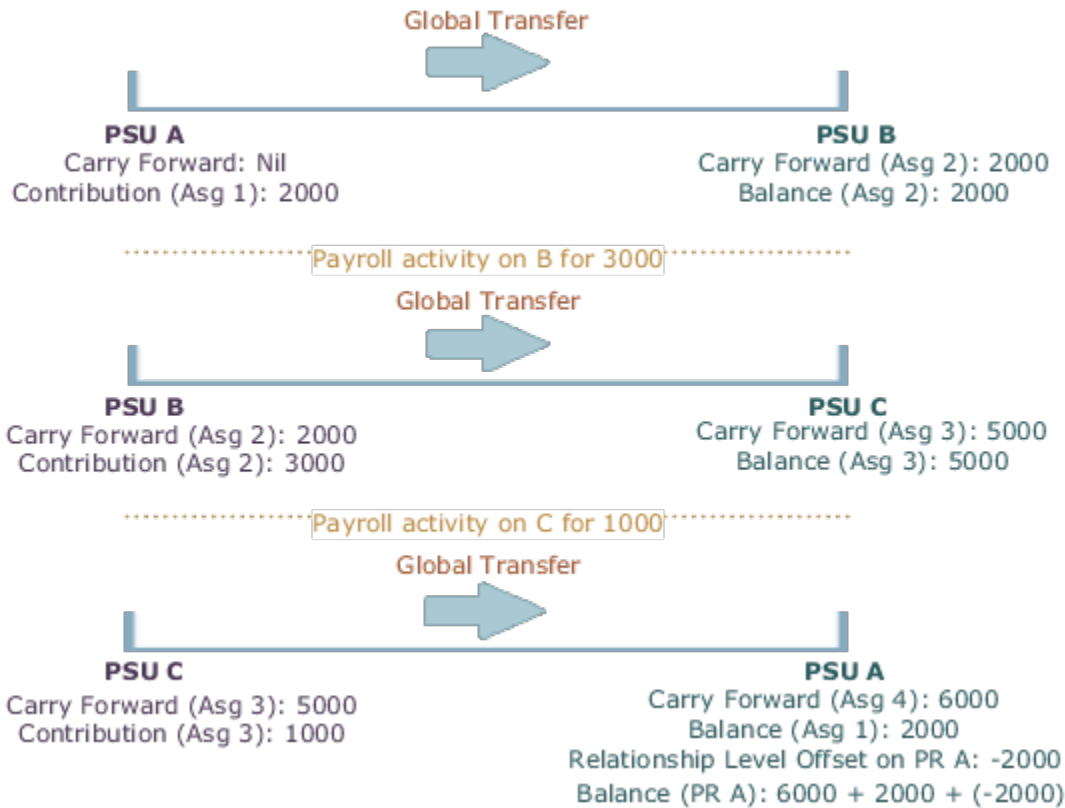 Global Transfer
PSU A
Carry Forward: Nil
Contribution (Asg 1): 2000
PSU B
Carry Forward (Asg 2): 2000
Balance (Asg 2): 2000
Payroll activity on B for 3000
Global Transfer
PSU B
Carry Forward (Asg 2): 2000
Contribution (Asg 2): 3000
PSU C
Carry Forward (Asg 3): 5000
Balance (Asg 3): 5000
Payroll activity on C for 1000
Global Transfer
PSU C
Carry Forward (Asg 3): 5000
Contribution (Asg 3): 1000
PSU A
Carry Forward (Asg 4): 6000
Balance (Asg 1): 2000
Relationship Level Offset on PR A: -2000
Balance (PR A): 6000 + 2000 + (-2000)